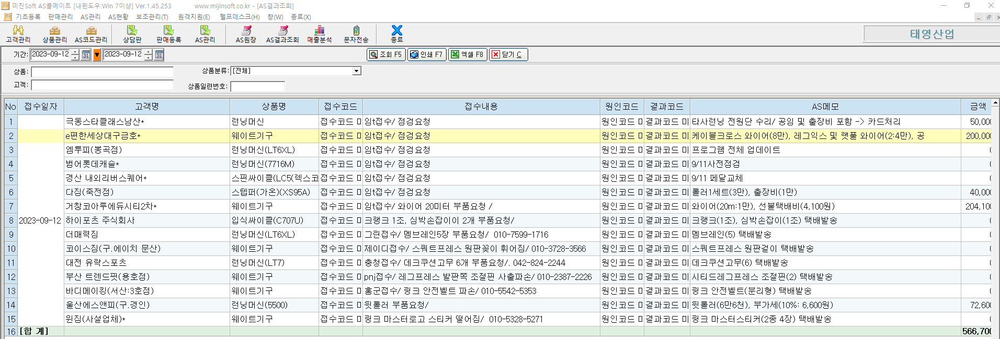 미진Soft AS콜메이트 [내윈도우:Win 7이상] Ver.1.45.253 www.mijinsoft.co.kr - [AS결과조회]
기초등록 판매관리 AS관리 AS현황 보조관리(T) 원격지원(E) 헬프데스크(H) 창(W) 종료(X)
고객관리 상품관리 AS코드관리 상담판 판매등록 AS관리 AS원장 AS결과조회 매출분석 문자전송 종료 태영산업
기간: 2023-09-12 31 2023-09-12 31 조회 F5 인쇄 F7 엑셀 F8 닫기 C
상품: 상품분류: [전체]
고객: 상품일련번호:
No 접수일자 고객명 상품명 접수코드 접수내용 원인코드 결과코드 AS메모 금액
1 극동스타클래스남산* 런닝머신 접수코드 미 임t접수/ 점검요청 원인코드 미 결과코드 미 타사런닝 전원단 수리/ 공임 및 출장비 포함 -> 카드처리 50,000
2 e편한세상대구금호* 웨이트기구 접수코드 미 임t접수/ 점검요청 원인코드 미 결과코드 미 케이블크로스 와이어(8만), 레그익스 및 랫풀 와이어(2:4만), 공 200,000
3 엠투피(봉곡점) 런닝머신(LT6XL) 접수코드 미 임t접수/ 점검요청 원인코드 미 결과코드 미 프로그램 전체 업데이트 0
4 범어롯데캐슬* 런닝머신(7716M) 접수코드 미 임t접수/ 점검요청 원인코드 미 결과코드 미 9/11사전점검 0
5 경산 내외리버스퀘어* 스핀싸이클(LC5(렉스코 접수코드 미 임t접수/ 점검요청 원인코드 미 결과코드 미 9/11 페달교체 0
6 다짐(죽전점) 스텝퍼(가온)(XS95A) 접수코드 미 임t접수/ 점검요청 원인코드 미 결과코드 미 롤러1세트(3만), 출장비(1만) 40,000
7 거창코아루에듀시티2차* 웨이트기구 접수코드 미 임t접수/ 와이어 20미터 부품요청 / 원인코드 미 결과코드 미 와이어(20m:1만), 선불택배비(4,100원) 204,100
8 2023-09-12 하이포츠 주식회사 입식싸이클(C707U) 접수코드 미 크랭크 1조, 심박손잡이이 2개 부품요청/ 원인코드 미 결과코드 미 크랭크(1조), 심박손잡이(1조) 택배발송 0
9 더매력짐 런닝머신(LT6XL) 접수코드 미 그린접수/ 멤브레인5장 부품요청/ 010-7599-1716 원인코드 미 결과코드 미 멤브레인(5) 택배발송 0
10 코이스짐(구.에이치 문산) 웨이트기구 접수코드 미 제이디접수/ 스쿼트프레스 원판꽂이 휘어짐/ 010-3728-3566 원인코드 미 결과코드 미 스쿼트프레스 원판걸이 택배발송 0
11 대전 유락스포츠 런닝머신(LT7) 접수코드 미 충청접수/ 데크쿠션고무 6개 부품요청/. 042-824-2244 원인코드 미 결과코드 미 데크쿠션고무(6) 택배발송 0
12 부산 트렌드핏(용호점) 웨이트기구 접수코드 미 pnj접수/ 레그프레스 발판쪽 조절핀 사출파손/ 010-2387-2226 원인코드 미 결과코드 미 시티드레그프레스 조절핀(2) 택배발송 0
13 바디메이킹(서산:3호점) 웨이트기구 접수코드 미 홍군접수/ 링크 안전벨트 파손/ 010-5542-5353 원인코드 미 결과코드 미 링크 안전벨트(분리형) 택배발송 0
14 울산에스앤피(구.경인) 런닝머신(5500) 접수코드 미 뒷롤러 부품요청/ 원인코드 미 결과코드 미 뒷롤러(6만6천), 부가세(10%: 6,600원) 72,600
15 윈짐(사설업체)* 웨이트기구 접수코드 미 링크 마스터로고 스티커 떨어짐/ 010-5328-5271 원인코드 미 결과코드 미 링크 마스터스티커(2종 4장) 택배발송 0
16 [합 계] 566,700